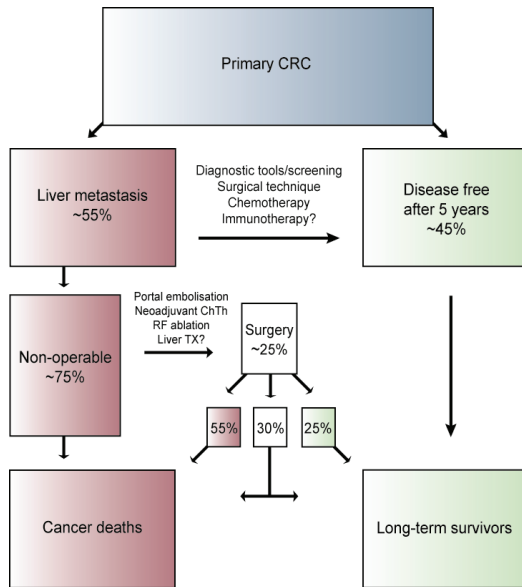 Primary CRC
Liver metastasis
~55%
Diagnostic tools/screening
Surgical technique
Chemotherapy
Immunotherapy?
Disease free
after 5 years
~45%
Non-operable
~75%
Portal embolisation
Neoadjuvant ChTh
RF ablation
Liver TX?
Surgery
~25%
55%
30%
25%
Cancer deaths
Long-term survivors